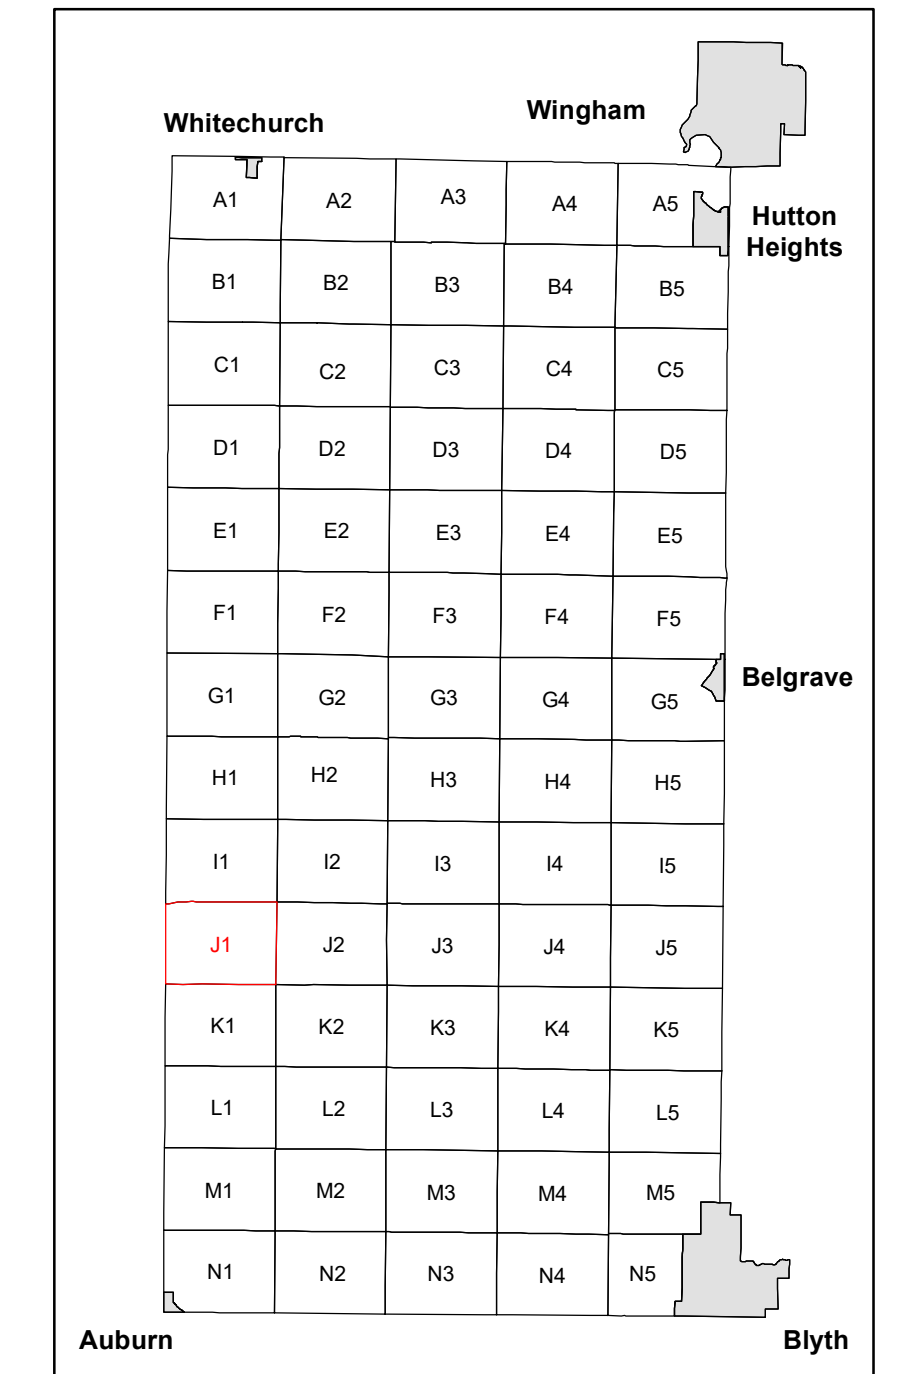 Wingham
Whitechurch
A1 A2 A3 A4 A5
Hutton
Heights
B1 B2 B3 B4 B5
C1 C2 C3 C4 C5
D1 D2 D3 D4 D5
E1 E2 E3 E4 E5
F1 F2 F3 F4 F5
Belgrave
G1 G2 G3 G4 G5
H1 H2 H3 H4 H5
I1 I2 I3 I4 I5
J1 J2 J3 J4 J5
K1 K2 K3 K4 K5
L1 L2 L3 L4 L5
M1 M2 M3 M4 M5
N1 N2 N3 N4 N5
Auburn Blyth